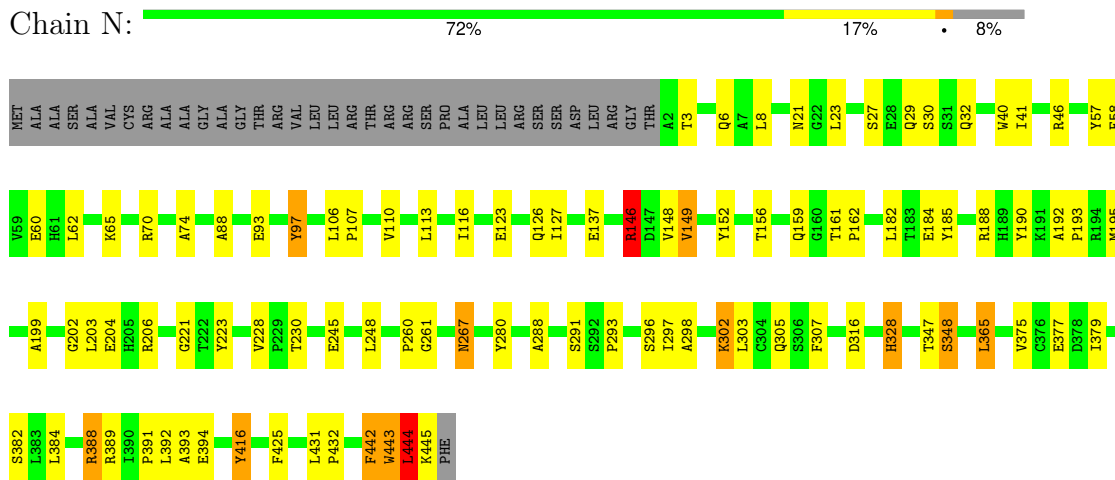 Chain N:
72% 17% • 8%
MET ALA ALA SER ALA VAL CYS ARG ALA ALA GLY ALA GLY THR ARG VAL LEU LEU ARG THR ARG ARG SER PRO ALA LEU LEU ARG SER SER ASP LEU ARG GLY THR A2 T3 Q6 A7 L8 N21 G22 L23 S27 E28 Q29 S30 S31 Q32 W40 I41 R46 Y57 F58
V59 E60 H61 L62 K65 R70 A74 A88 E93 Y97 L106 P107 V110 L113 I116 E123 Q126 I127 E137 R146 D147 V148 V149 Y152 T156 Q159 G160 T161 P162 L182 T183 E184 Y185 R188 H189 Y190 K191 A192 P193 R194 M195
A199 G202 L203 E204 H205 R206 G221 T222 Y223 V228 P229 T230 E245 L248 P260 G261 N267 Y280 A288 S291 S292 P293 S296 I297 A298 K302 L303 C304 Q305 S306 F307 D316 H328 T347 S348 L365 V375 C376 E377 D378 I379
S382 L383 L384 R388 R389 I390 P391 L392 A393 E394 Y416 F425 L431 P432 F442 W443 L444 K445 PHE